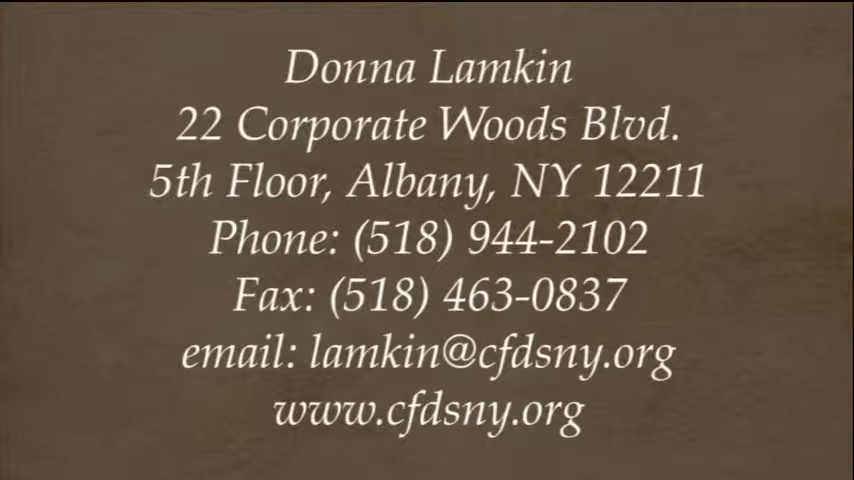 Donna Lamkin
22 Corporate Woods Blvd.
5th Floor, Albany, NY 12211
Phone: (518) 944-2102
Fax: (518) 463-0837
email: lamkin@cfdsny.org
www.cfdsny.org